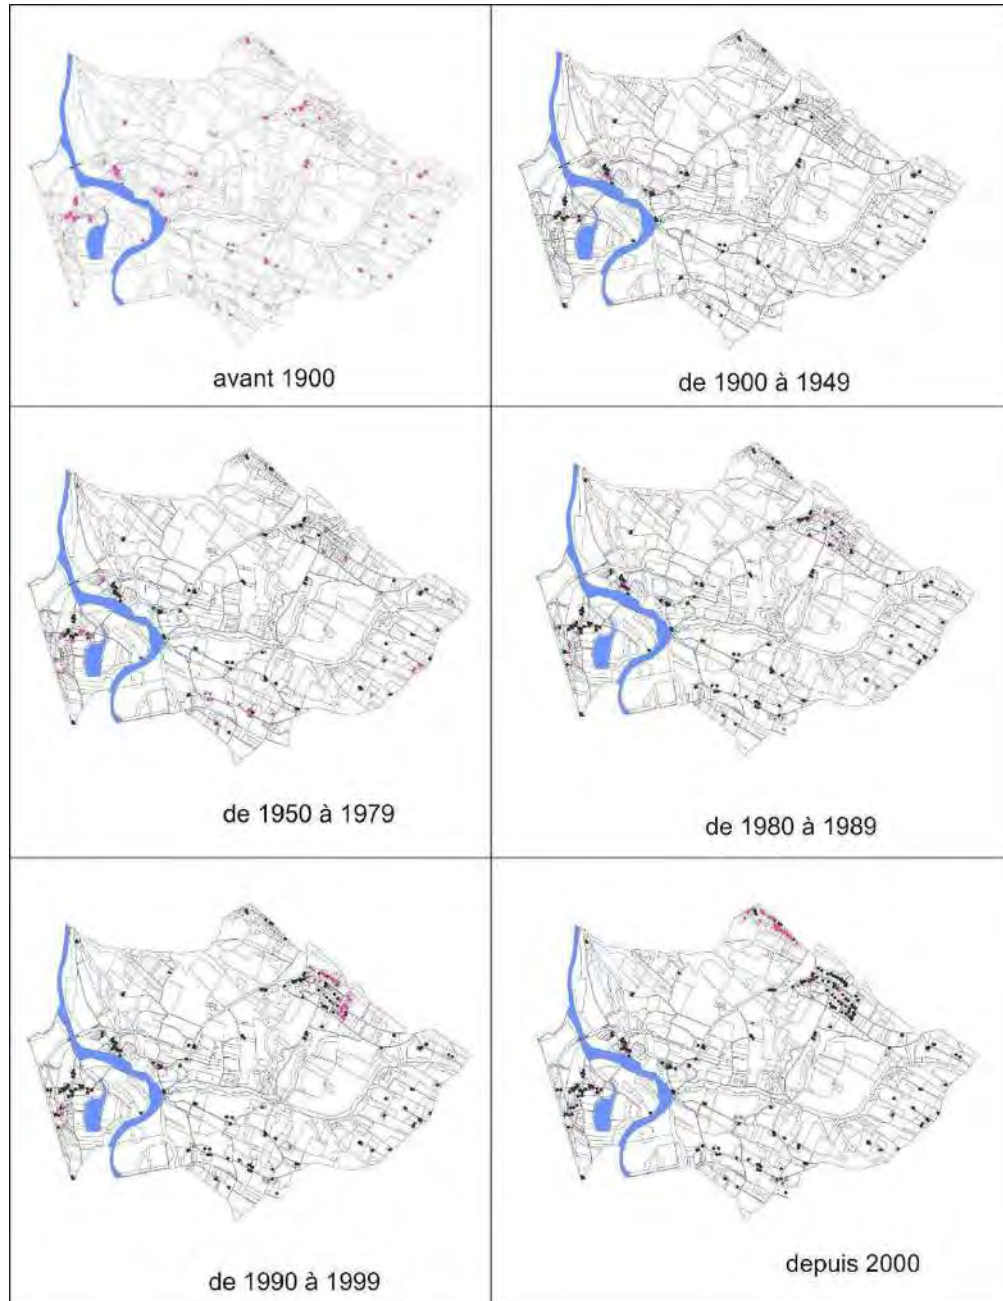 avant 1900
de 1900 à 1949
de 1950 à 1979
de 1980 à 1989
de 1990 à 1999
depuis 2000